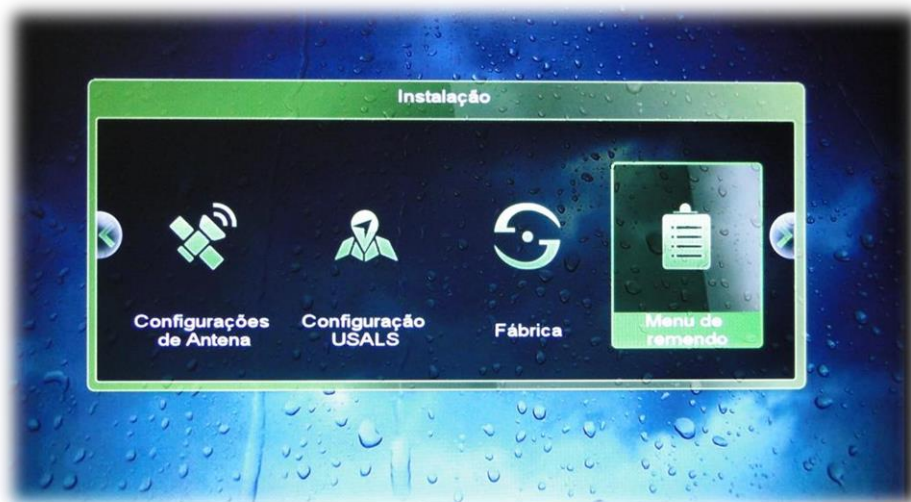 Instalação
Configurações
de Antena
Configuração
USALS
Fábrica
Menu de
remendo